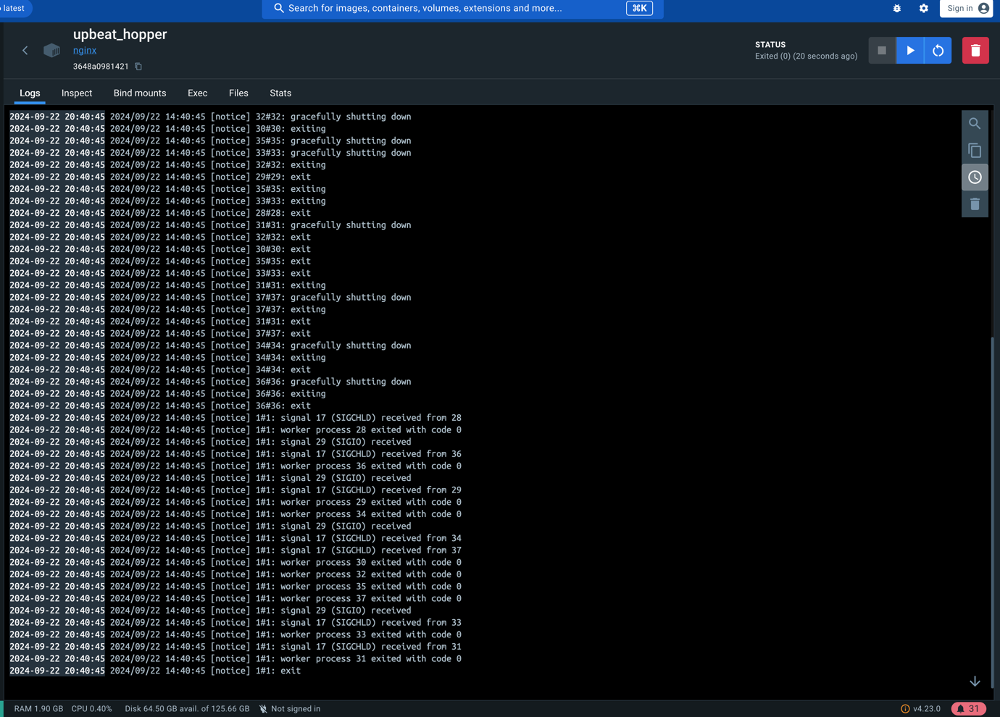 latest
Search for images, containers, volumes, extensions and more...
⌘K
Sign in
upbeat_hopper
nginx
3648a0981421
STATUS
Exited (0) (20 seconds ago)
Logs Inspect Bind mounts Exec Files Stats
2024-09-22 20:40:45 2024/09/22 14:40:45 [notice] 32#32: gracefully shutting down
2024-09-22 20:40:45 2024/09/22 14:40:45 [notice] 30#30: exiting
2024-09-22 20:40:45 2024/09/22 14:40:45 [notice] 35#35: gracefully shutting down
2024-09-22 20:40:45 2024/09/22 14:40:45 [notice] 33#33: gracefully shutting down
2024-09-22 20:40:45 2024/09/22 14:40:45 [notice] 32#32: exiting
2024-09-22 20:40:45 2024/09/22 14:40:45 [notice] 29#29: exit
2024-09-22 20:40:45 2024/09/22 14:40:45 [notice] 35#35: exiting
2024-09-22 20:40:45 2024/09/22 14:40:45 [notice] 33#33: exiting
2024-09-22 20:40:45 2024/09/22 14:40:45 [notice] 28#28: exit
2024-09-22 20:40:45 2024/09/22 14:40:45 [notice] 31#31: gracefully shutting down
2024-09-22 20:40:45 2024/09/22 14:40:45 [notice] 32#32: exit
2024-09-22 20:40:45 2024/09/22 14:40:45 [notice] 30#30: exit
2024-09-22 20:40:45 2024/09/22 14:40:45 [notice] 35#35: exit
2024-09-22 20:40:45 2024/09/22 14:40:45 [notice] 33#33: exit
2024-09-22 20:40:45 2024/09/22 14:40:45 [notice] 31#31: exiting
2024-09-22 20:40:45 2024/09/22 14:40:45 [notice] 37#37: gracefully shutting down
2024-09-22 20:40:45 2024/09/22 14:40:45 [notice] 37#37: exiting
2024-09-22 20:40:45 2024/09/22 14:40:45 [notice] 31#31: exit
2024-09-22 20:40:45 2024/09/22 14:40:45 [notice] 37#37: exit
2024-09-22 20:40:45 2024/09/22 14:40:45 [notice] 34#34: gracefully shutting down
2024-09-22 20:40:45 2024/09/22 14:40:45 [notice] 34#34: exiting
2024-09-22 20:40:45 2024/09/22 14:40:45 [notice] 34#34: exit
2024-09-22 20:40:45 2024/09/22 14:40:45 [notice] 36#36: gracefully shutting down
2024-09-22 20:40:45 2024/09/22 14:40:45 [notice] 36#36: exiting
2024-09-22 20:40:45 2024/09/22 14:40:45 [notice] 36#36: exit
2024-09-22 20:40:45 2024/09/22 14:40:45 [notice] 1#1: signal 17 (SIGCHLD) received from 28
2024-09-22 20:40:45 2024/09/22 14:40:45 [notice] 1#1: worker process 28 exited with code 0
2024-09-22 20:40:45 2024/09/22 14:40:45 [notice] 1#1: signal 29 (SIGIO) received
2024-09-22 20:40:45 2024/09/22 14:40:45 [notice] 1#1: signal 17 (SIGCHLD) received from 36
2024-09-22 20:40:45 2024/09/22 14:40:45 [notice] 1#1: worker process 36 exited with code 0
2024-09-22 20:40:45 2024/09/22 14:40:45 [notice] 1#1: signal 29 (SIGIO) received
2024-09-22 20:40:45 2024/09/22 14:40:45 [notice] 1#1: signal 17 (SIGCHLD) received from 29
2024-09-22 20:40:45 2024/09/22 14:40:45 [notice] 1#1: worker process 29 exited with code 0
2024-09-22 20:40:45 2024/09/22 14:40:45 [notice] 1#1: worker process 34 exited with code 0
2024-09-22 20:40:45 2024/09/22 14:40:45 [notice] 1#1: signal 29 (SIGIO) received
2024-09-22 20:40:45 2024/09/22 14:40:45 [notice] 1#1: signal 17 (SIGCHLD) received from 34
2024-09-22 20:40:45 2024/09/22 14:40:45 [notice] 1#1: signal 17 (SIGCHLD) received from 37
2024-09-22 20:40:45 2024/09/22 14:40:45 [notice] 1#1: worker process 30 exited with code 0
2024-09-22 20:40:45 2024/09/22 14:40:45 [notice] 1#1: worker process 32 exited with code 0
2024-09-22 20:40:45 2024/09/22 14:40:45 [notice] 1#1: worker process 35 exited with code 0
2024-09-22 20:40:45 2024/09/22 14:40:45 [notice] 1#1: worker process 37 exited with code 0
2024-09-22 20:40:45 2024/09/22 14:40:45 [notice] 1#1: signal 29 (SIGIO) received
2024-09-22 20:40:45 2024/09/22 14:40:45 [notice] 1#1: signal 17 (SIGCHLD) received from 33
2024-09-22 20:40:45 2024/09/22 14:40:45 [notice] 1#1: worker process 33 exited with code 0
2024-09-22 20:40:45 2024/09/22 14:40:45 [notice] 1#1: signal 17 (SIGCHLD) received from 31
2024-09-22 20:40:45 2024/09/22 14:40:45 [notice] 1#1: worker process 31 exited with code 0
2024-09-22 20:40:45 2024/09/22 14:40:45 [notice] 1#1: exit
RAM 1.90 GB CPU 0.40% Disk 64.50 GB avail. of 125.66 GB Not signed in v4.23.0 31